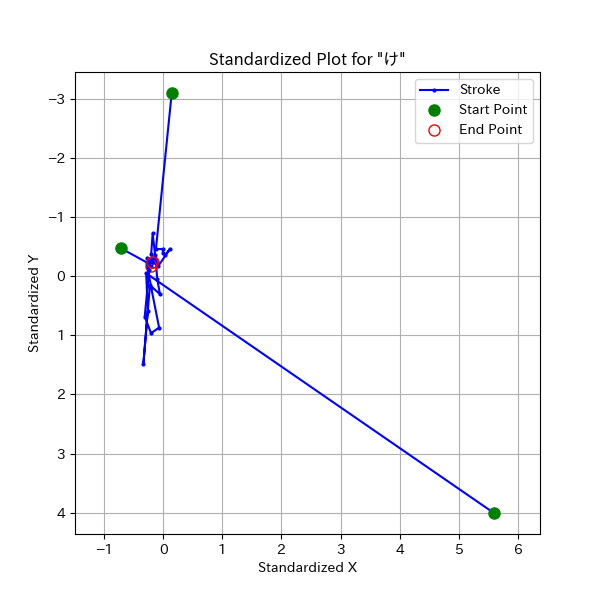 Standardized Plot for "け"
Stroke
Start Point
End Point
−3
−2
−1
0
1
2
3
4
Standardized Y
−1 0 1 2 3 4 5 6
Standardized X